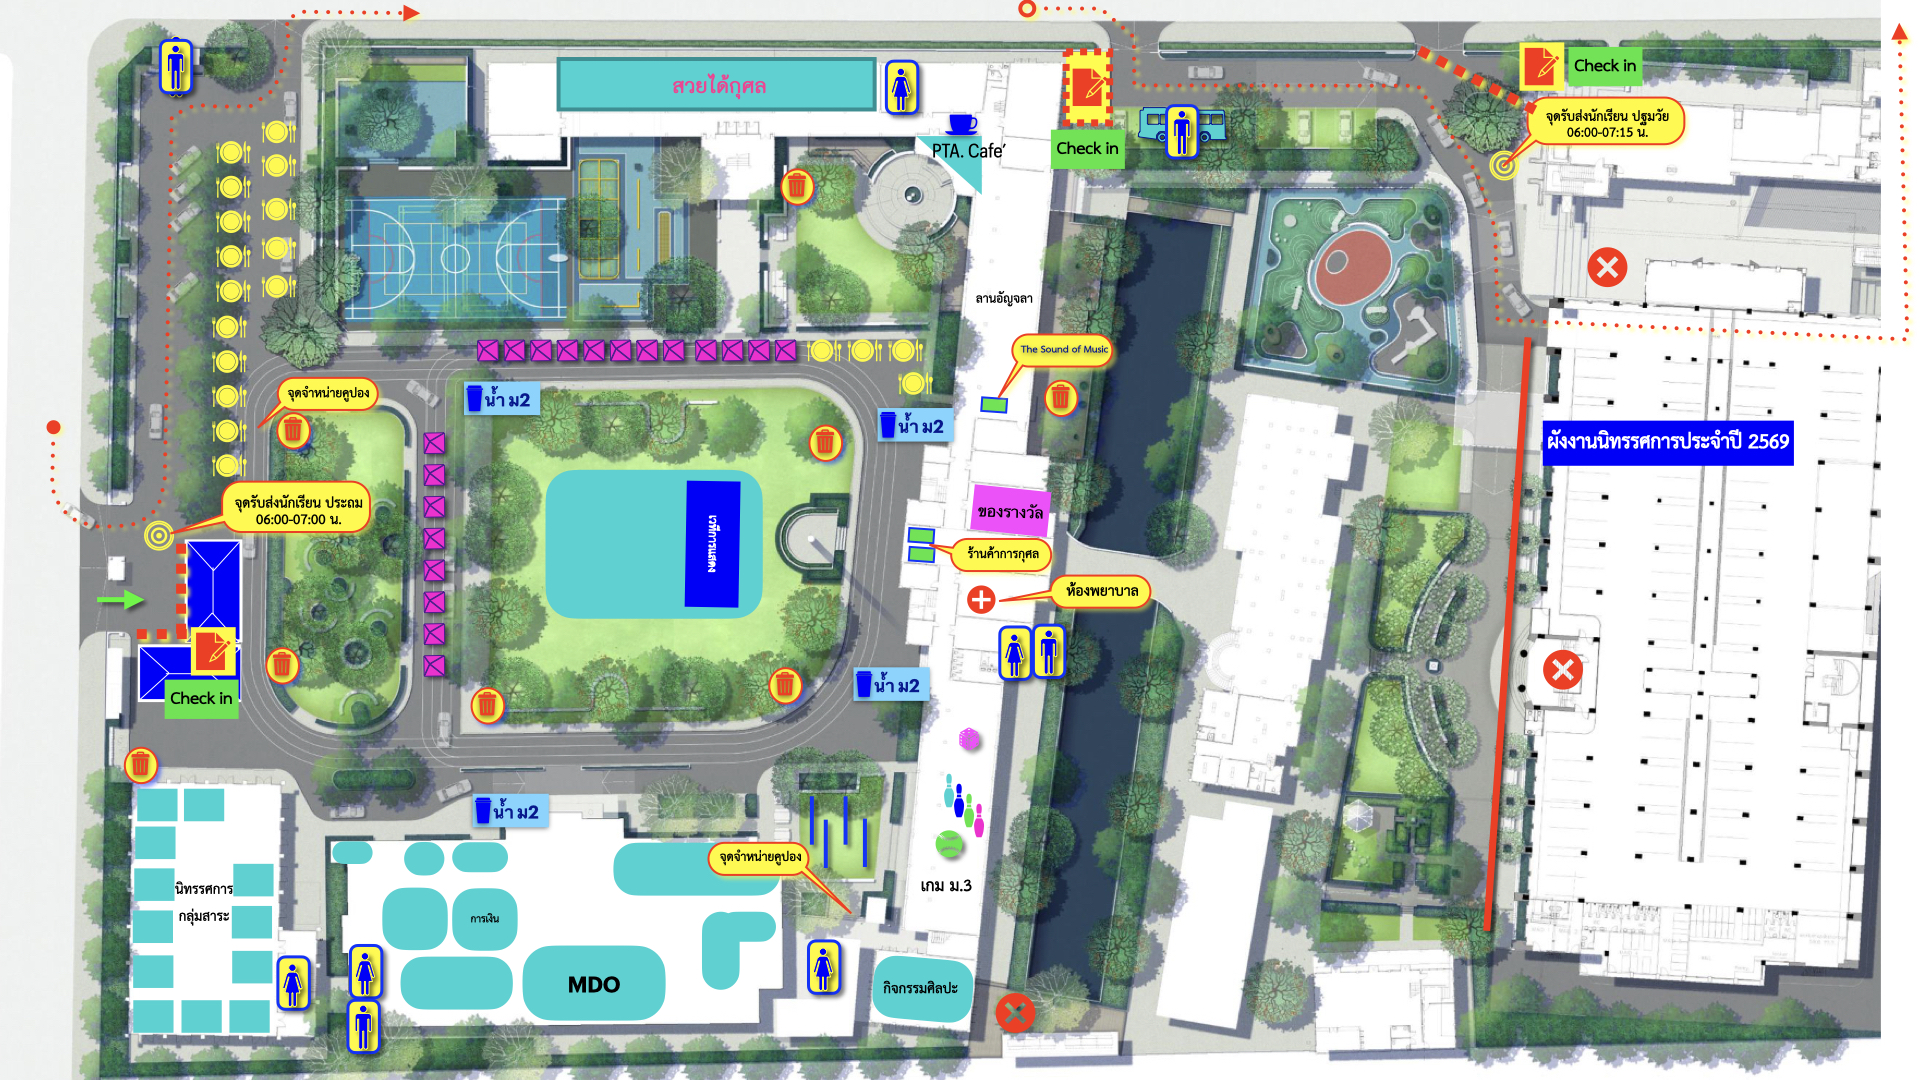 สวยได้กุศล
Check in
จุดรับส่งนักเรียน ปฐมวัย
06:00-07:15 น.
PTA. Cafe'
Check in
ลานอัญจลา
The Sound of Music
จุดจำหน่ายคูปอง
น้ำ ม2
น้ำ ม2
ผังงานนิทรรศการประจำปี 2569
จุดรับส่งนักเรียน ประถม
06:00-07:00 น.
ของรางวัล
เวทีการแสดง
ร้านค้าการกุศล
ห้องพยาบาล
Check in
น้ำ ม2
น้ำ ม2
จุดจำหน่ายคูปอง
นิทรรศการ
กลุ่มสาระ
การเงิน
เกม ม.3
MDO
กิจกรรมศิลปะ